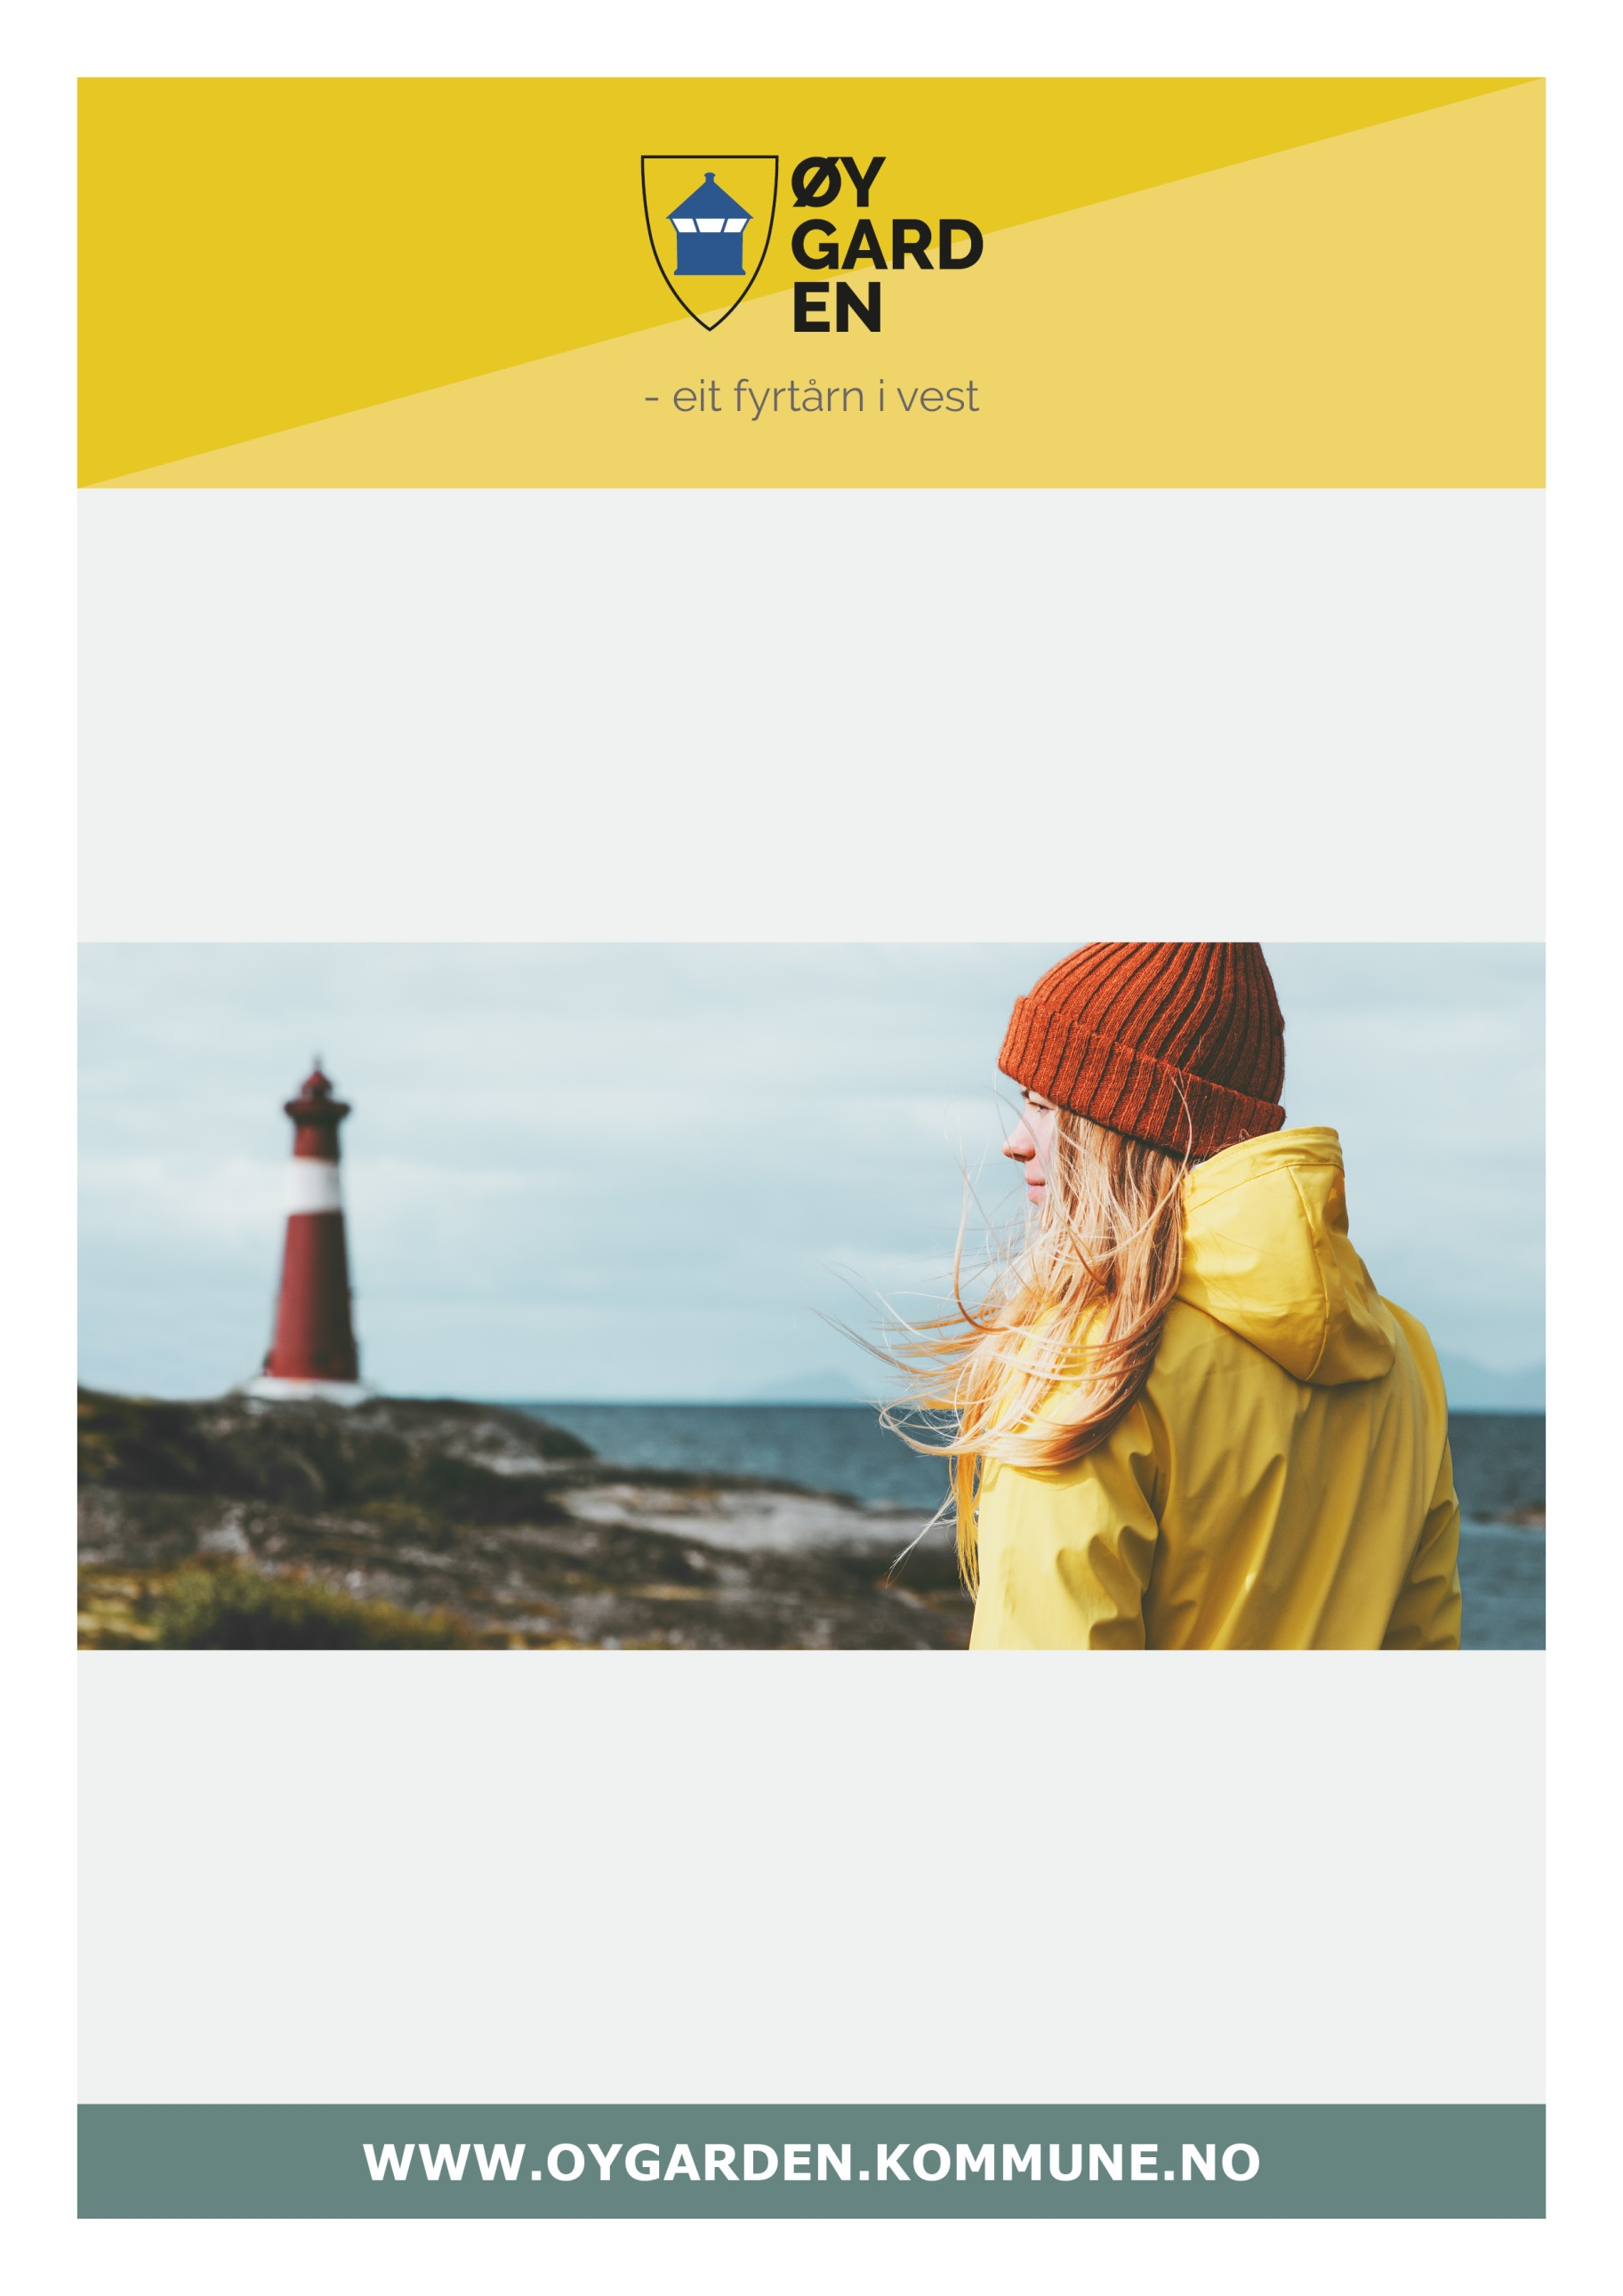 ØY
GARD
EN
- eit fyrtårn i vest
WWW.OYGARDEN.KOMMUNE.NO